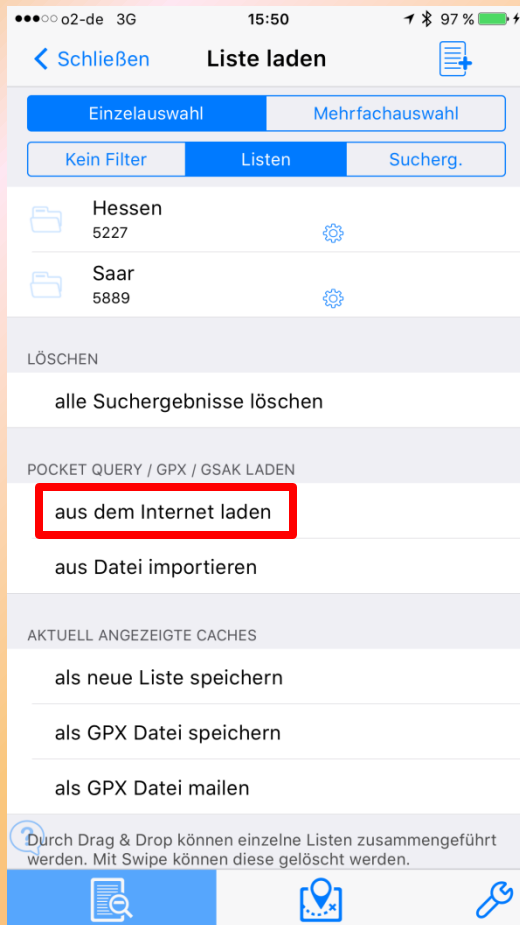 o2-de 3G 15:50 97 %
Schließen Liste laden
Einzelauswahl Mehrfachauswahl
Kein Filter Listen Sucherg.
Hessen
5227
Saar
5889
LÖSCHEN
alle Suchergebnisse löschen
POCKET QUERY / GPX / GSAK LADEN
aus dem Internet laden
aus Datei importieren
AKTUELL ANGEZEIGTE CACHES
als neue Liste speichern
als GPX Datei speichern
als GPX Datei mailen
?
Durch Drag & Drop können einzelne Listen zusammengeführt
werden. Mit Swipe können diese gelöscht werden.